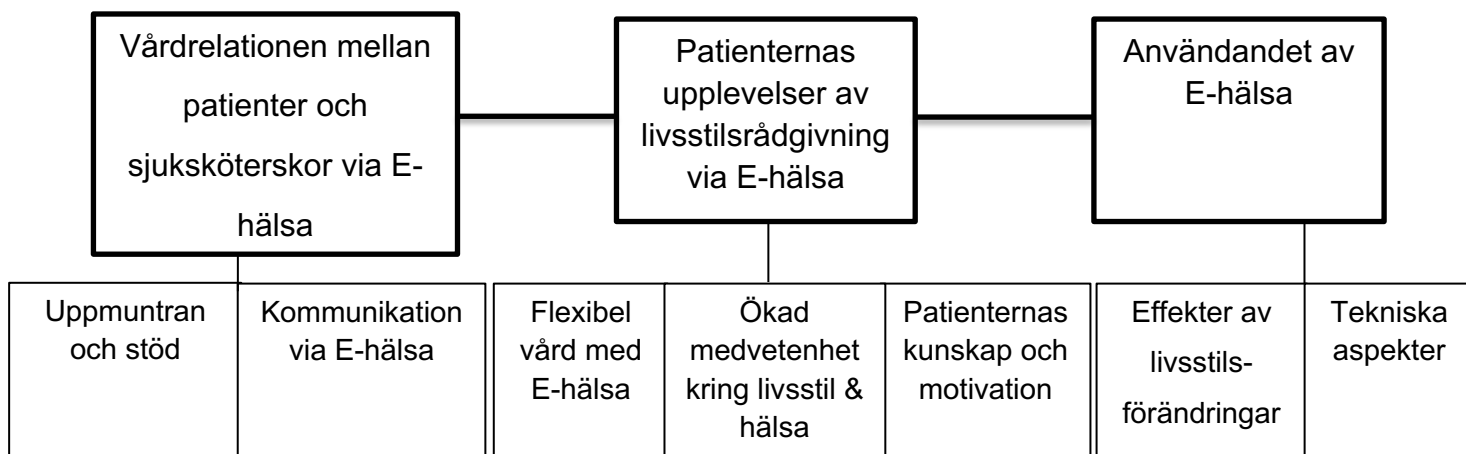 Vårdrelationen mellan
patienter och
sjuksköterskor via E-
hälsa
Patienternas
upplevelser av
livsstilsrådgivning
via E-hälsa
Användandet av
E-hälsa
Uppmuntran
och stöd
Kommunikation
via E-hälsa
Flexibel
vård med
E-hälsa
Ökad
medvetenhet
kring livsstil &
hälsa
Patienternas
kunskap och
motivation
Effekter av
livsstils-
förändringar
Tekniska
aspekter